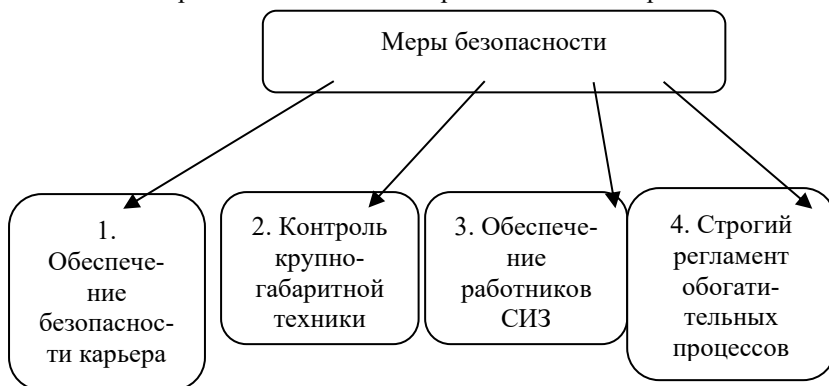 Меры безопасности
1.
Обеспече-
ние
безопаснос-
ти карьера
2. Контроль
крупно-
габаритной
техники
3. Обеспече-
ние
работников
СИЗ
4. Строгий
регламент
обогати-
тельных
процессов